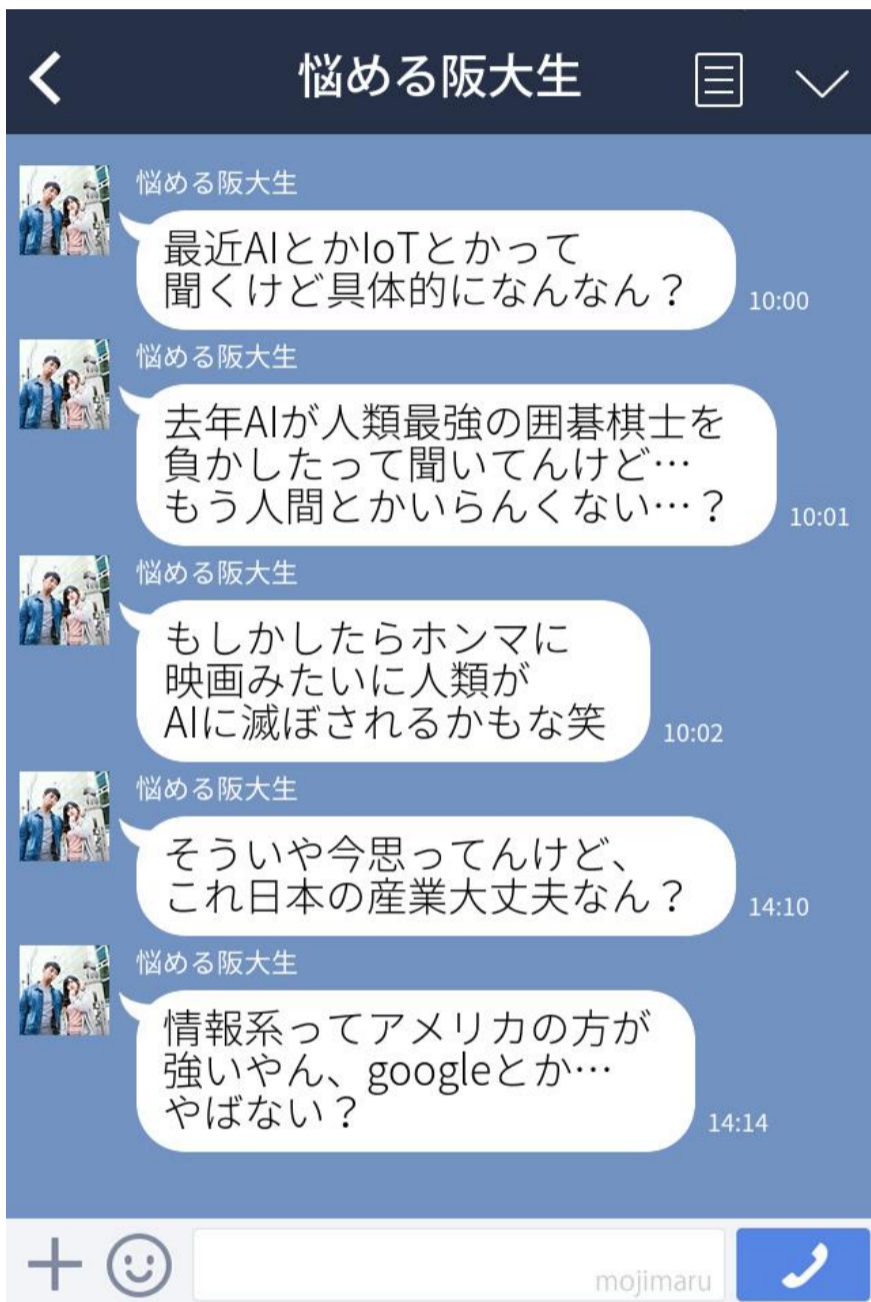 悩める阪大生
悩める阪大生
最近AIとかIoTとかって
聞くけど具体的になんなん？
10:00
悩める阪大生
去年AIが人類最強の囲碁棋士を
負かしたって聞いてんけど…
もう人間とかいらんくない…？
10:01
悩める阪大生
もしかしたらホンマに
映画みたいに人類が
AIに滅ぼされるかもな笑
10:02
悩める阪大生
そういや今思ってんけど、
これ日本の産業大丈夫なん？
14:10
悩める阪大生
情報系ってアメリカの方が
強いやん、googleとか…
やばない？
14:14
mojimaru